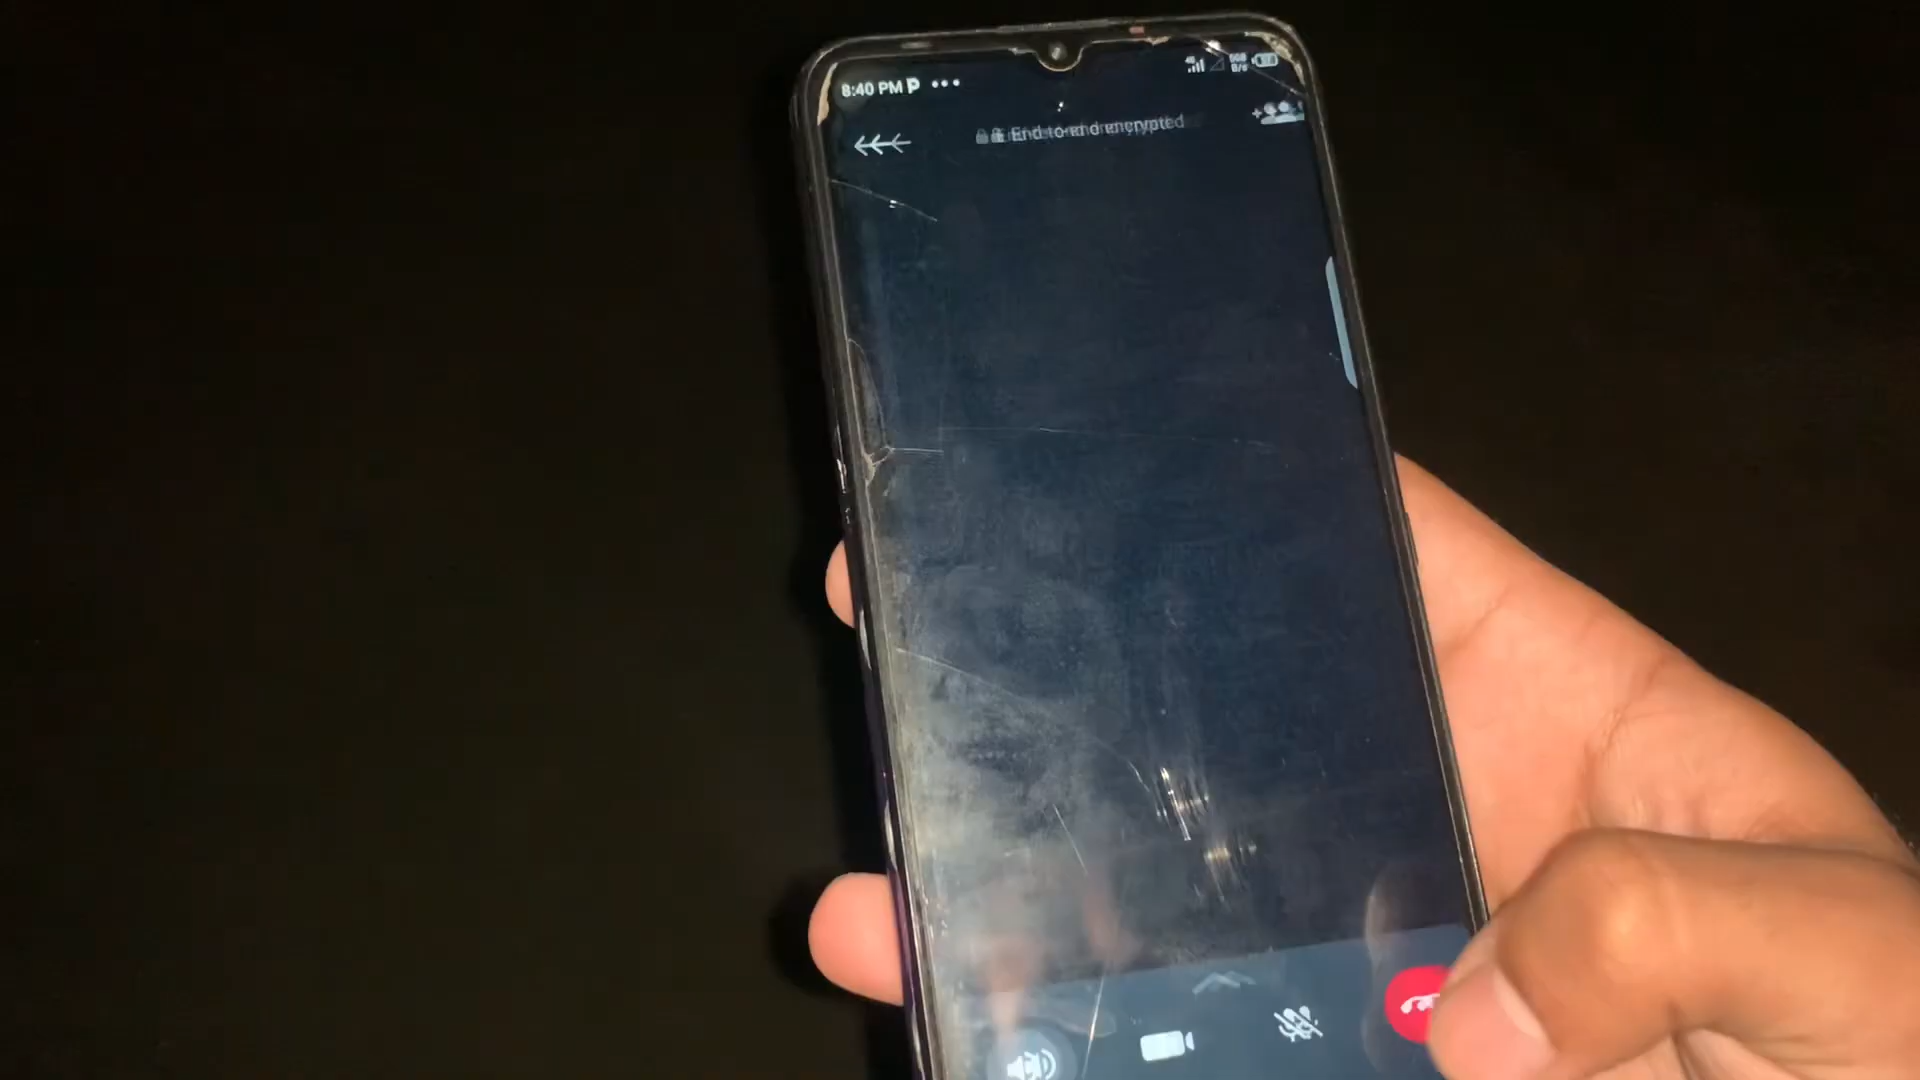 8:40 PM P •••
End-to-end encrypted